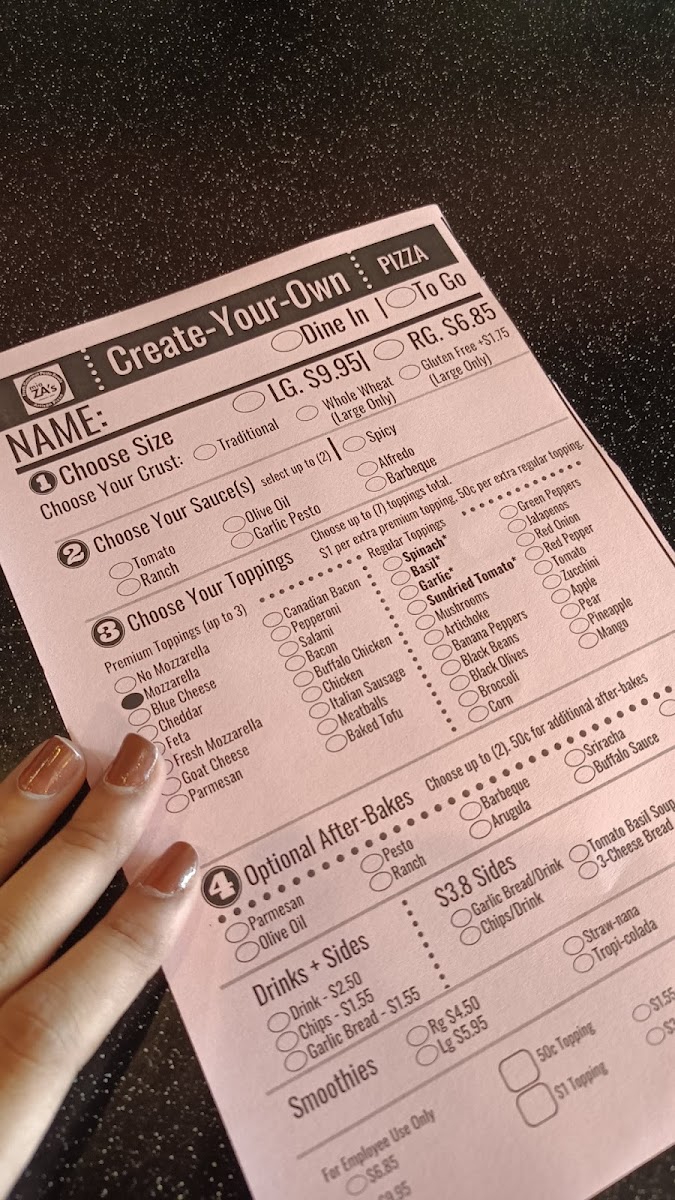 Create-Your-Own PIZZA
ZA's
Dine In | To Go
NAME:
1 Choose Size LG. $9.95| RG. $6.85
Choose Your Crust: Traditional Whole Wheat (Large Only) Gluten Free +$1.75 (Large Only)
2 Choose Your Sauce(s) select up to (2) | Spicy
Tomato
Ranch
Olive Oil
Garlic Pesto
Alfredo
Barbeque
3 Choose Your Toppings Choose up to (7) toppings total.
$1 per extra premium topping, 50c per extra regular topping.
Premium Toppings (up to 3)
No Mozzarella
Mozzarella
Blue Cheese
Cheddar
Feta
Fresh Mozzarella
Goat Cheese
Parmesan
Canadian Bacon
Pepperoni
Salami
Bacon
Buffalo Chicken
Chicken
Italian Sausage
Meatballs
Baked Tofu
Regular Toppings
Spinach*
Basil*
Garlic*
Sundried Tomato*
Mushrooms
Artichoke
Banana Peppers
Black Beans
Black Olives
Broccoli
Corn
Green Peppers
Jalapenos
Red Onion
Red Pepper
Tomato
Zucchini
Apple
Pear
Pineapple
Mango
4 Optional After-Bakes Choose up to (2), 50c for additional after-bakes
Parmesan
Olive Oil
Pesto
Ranch
Barbeque
Arugula
Sriracha
Buffalo Sauce
Drinks + Sides
Drink - $2.50
Chips - $1.55
Garlic Bread - $1.55
$3.8 Sides
Garlic Bread/Drink
Chips/Drink
Tomato Basil Soup
3-Cheese Bread
Smoothies
Rg $4.50
Lg $5.95
Straw-nana
Tropi-colada
For Employee Use Only
$6.85
$9.95
50c Topping
$1 Topping
$1.55